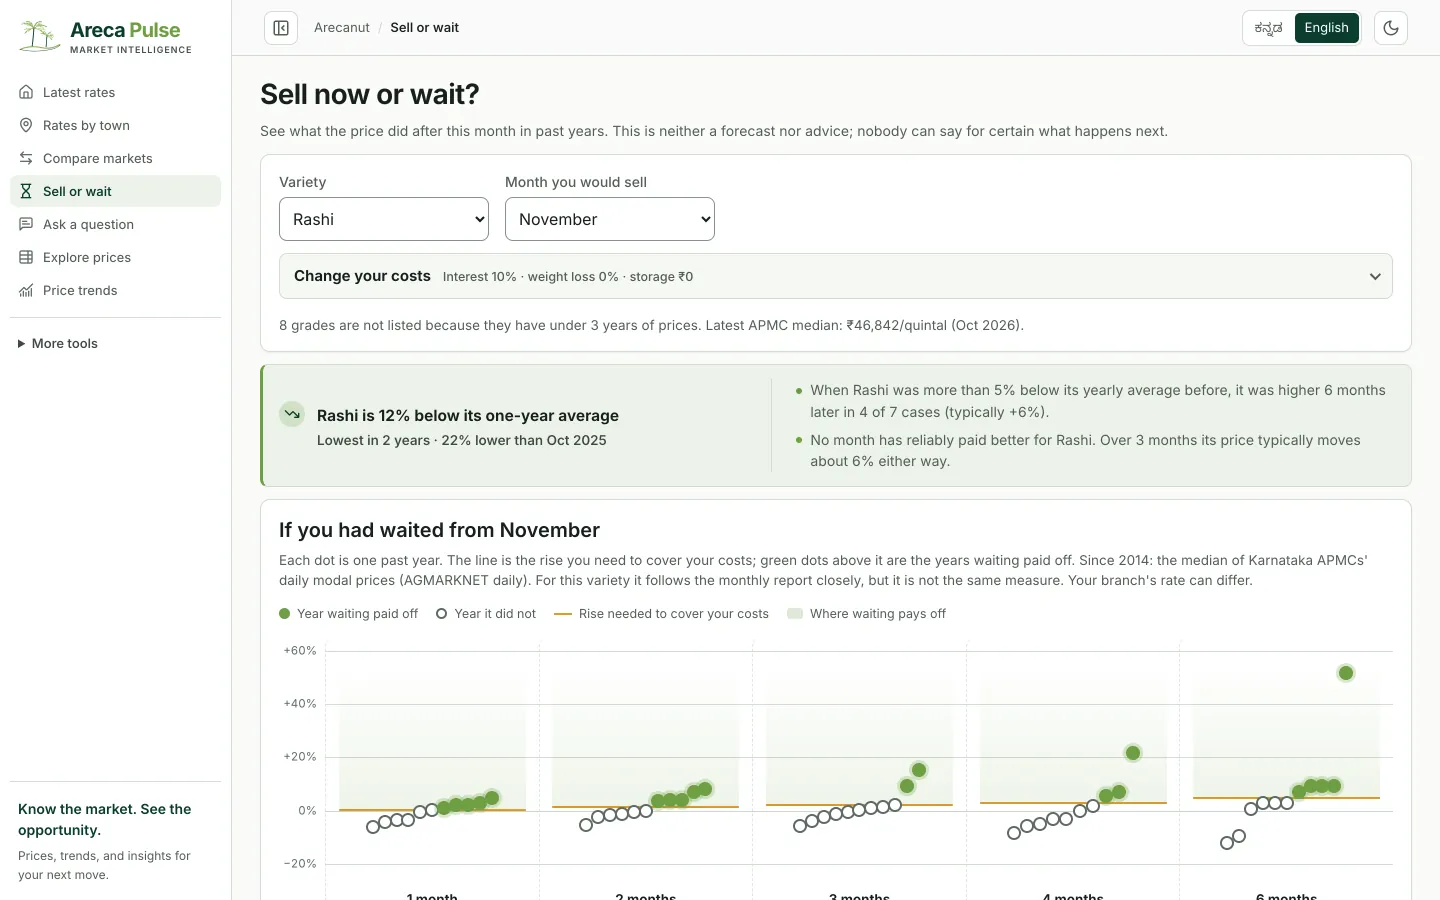 Areca Pulse
MARKET INTELLIGENCE
Latest rates
Rates by town
Compare markets
Sell or wait
Ask a question
Explore prices
Price trends
More tools
Know the market. See the
opportunity.
Prices, trends, and insights for
your next move.
Arecanut / Sell or wait
ಕನ್ನಡ English
Sell now or wait?
See what the price did after this month in past years. This is neither a forecast nor advice; nobody can say for certain what happens next.
Variety Month you would sell
Rashi November
Change your costs Interest 10% · weight loss 0% · storage ₹0
8 grades are not listed because they have under 3 years of prices. Latest APMC median: ₹46,842/quintal (Oct 2026).
Rashi is 12% below its one-year average
Lowest in 2 years · 22% lower than Oct 2025
When Rashi was more than 5% below its yearly average before, it was higher 6 months
later in 4 of 7 cases (typically +6%).
No month has reliably paid better for Rashi. Over 3 months its price typically moves
about 6% either way.
If you had waited from November
Each dot is one past year. The line is the rise you need to cover your costs; green dots above it are the years waiting paid off. Since 2014: the median of Karnataka APMCs'
daily modal prices (AGMARKNET daily). For this variety it follows the monthly report closely, but it is not the same measure. Your branch's rate can differ.
Year waiting paid off Year it did not Rise needed to cover your costs Where waiting pays off
+60%
+40%
+20%
0%
−20%
1 month 2 months 3 months 4 months 6 months